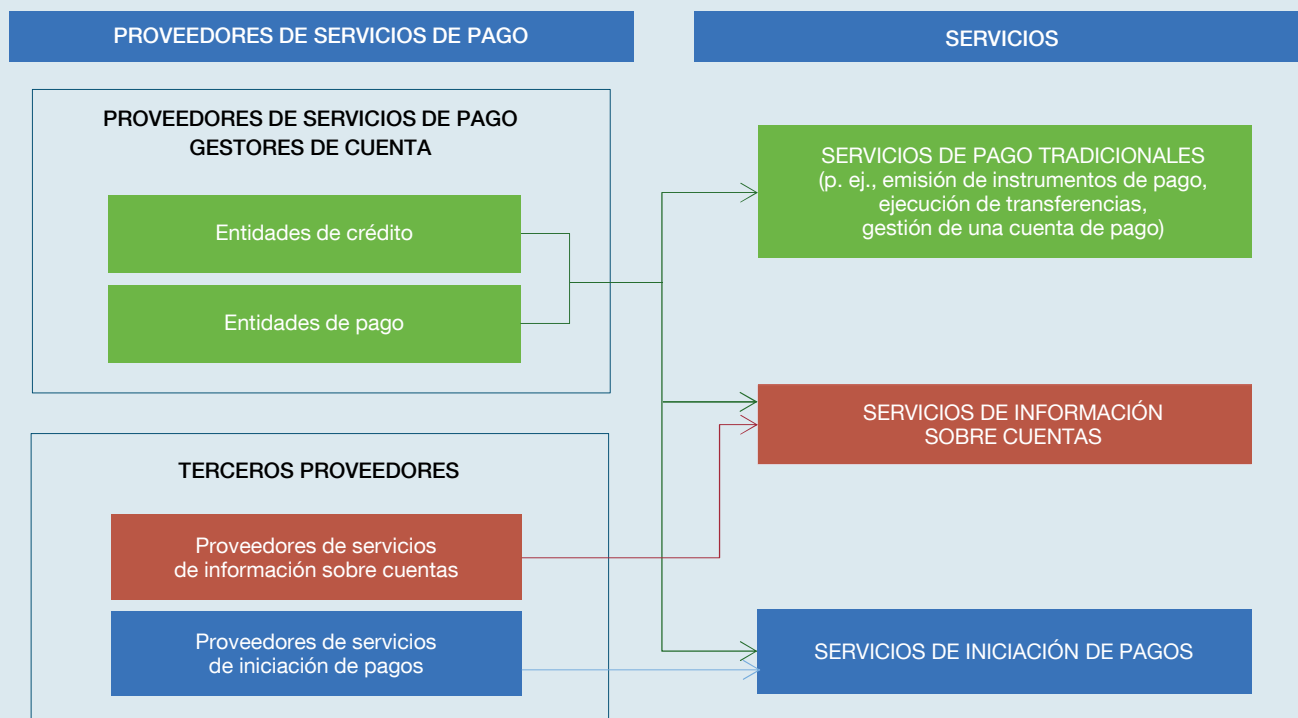 PROVEEDORES DE SERVICIOS DE PAGO
PROVEEDORES DE SERVICIOS DE PAGO
GESTORES DE CUENTA
Entidades de crédito
Entidades de pago
TERCEROS PROVEEDORES
Proveedores de servicios
de información sobre cuentas
Proveedores de servicios
de iniciación de pagos
SERVICIOS
SERVICIOS DE PAGO TRADICIONALES
(p. ej., emisión de instrumentos de pago,
ejecución de transferencias,
gestión de una cuenta de pago)
SERVICIOS DE INFORMACIÓN
SOBRE CUENTAS
SERVICIOS DE INICIACIÓN DE PAGOS